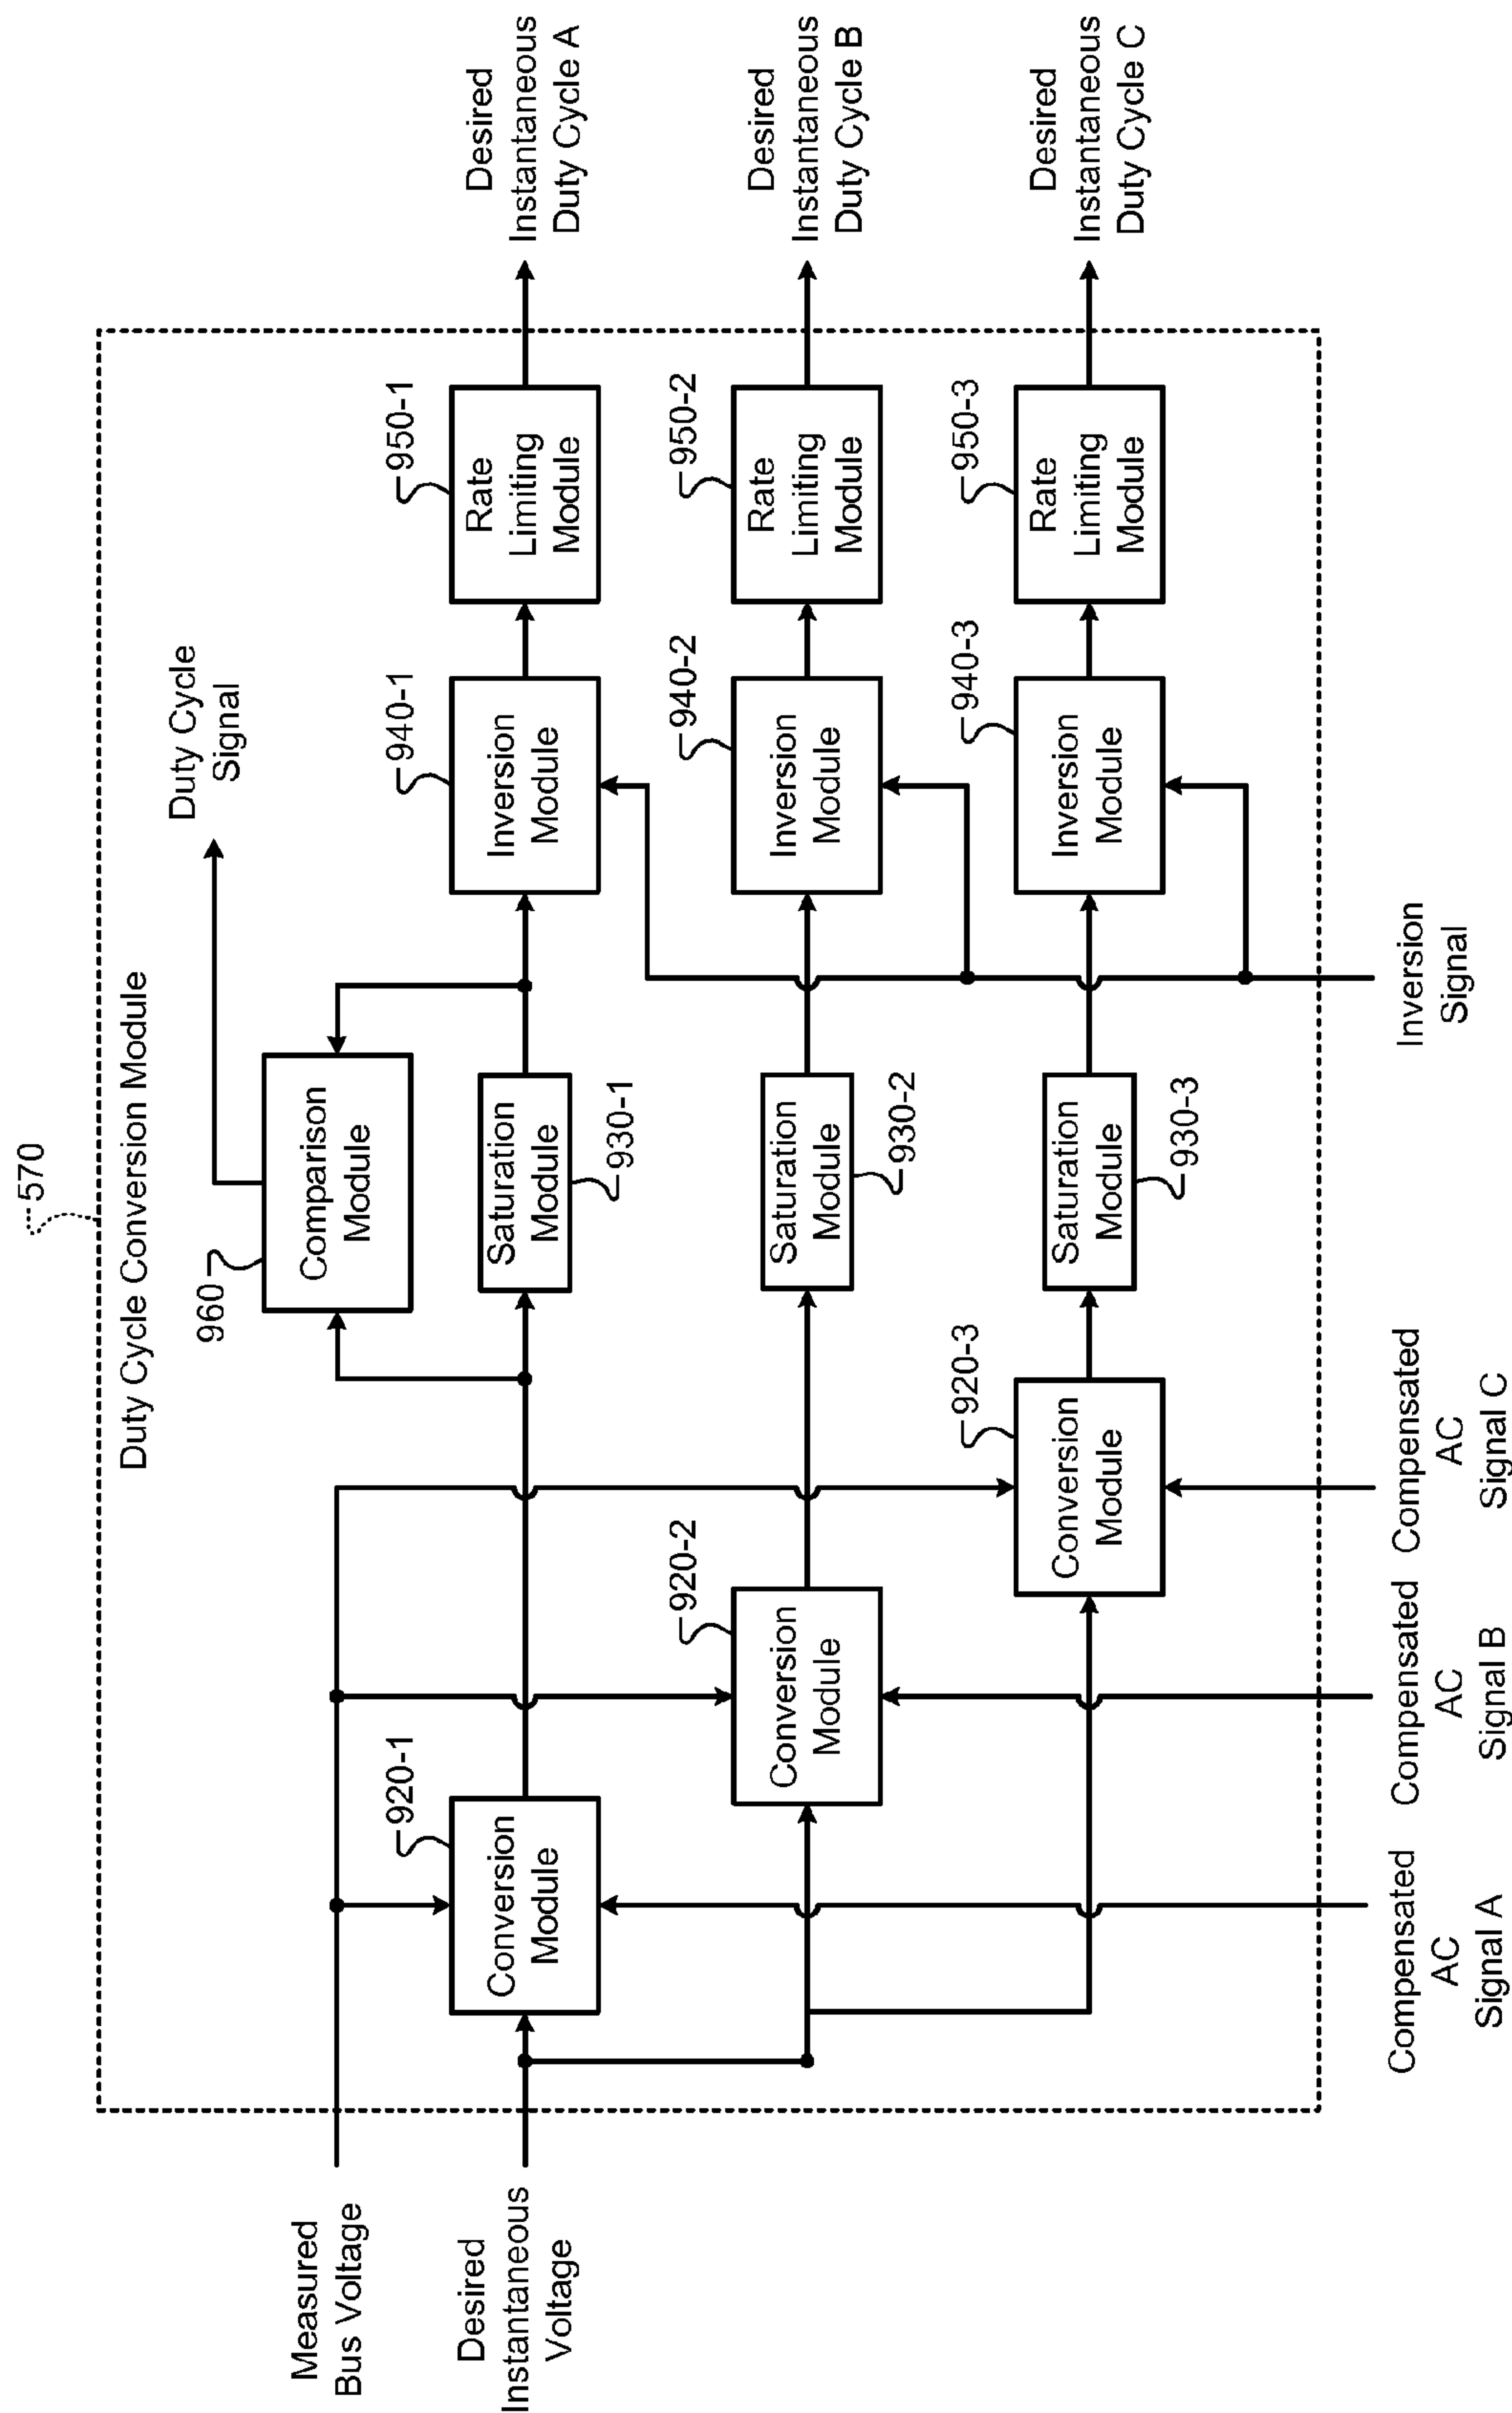 570
Duty Cycle Conversion Module
Measured
Bus Voltage
Desired
Instantaneous
Voltage
960
Comparison
Module
Duty Cycle
Signal
920-1
Conversion
Module
Saturation
Module
930-1
940-1
Inversion
Module
950-1
Rate
Limiting
Module
Desired
Instantaneous
Duty Cycle A
920-2
Conversion
Module
Saturation
Module
930-2
940-2
Inversion
Module
950-2
Rate
Limiting
Module
Desired
Instantaneous
Duty Cycle B
920-3
Conversion
Module
Saturation
Module
930-3
940-3
Inversion
Module
950-3
Rate
Limiting
Module
Desired
Instantaneous
Duty Cycle C
Compensated
AC
Signal A
Compensated
AC
Signal B
Compensated
AC
Signal C
Inversion
Signal